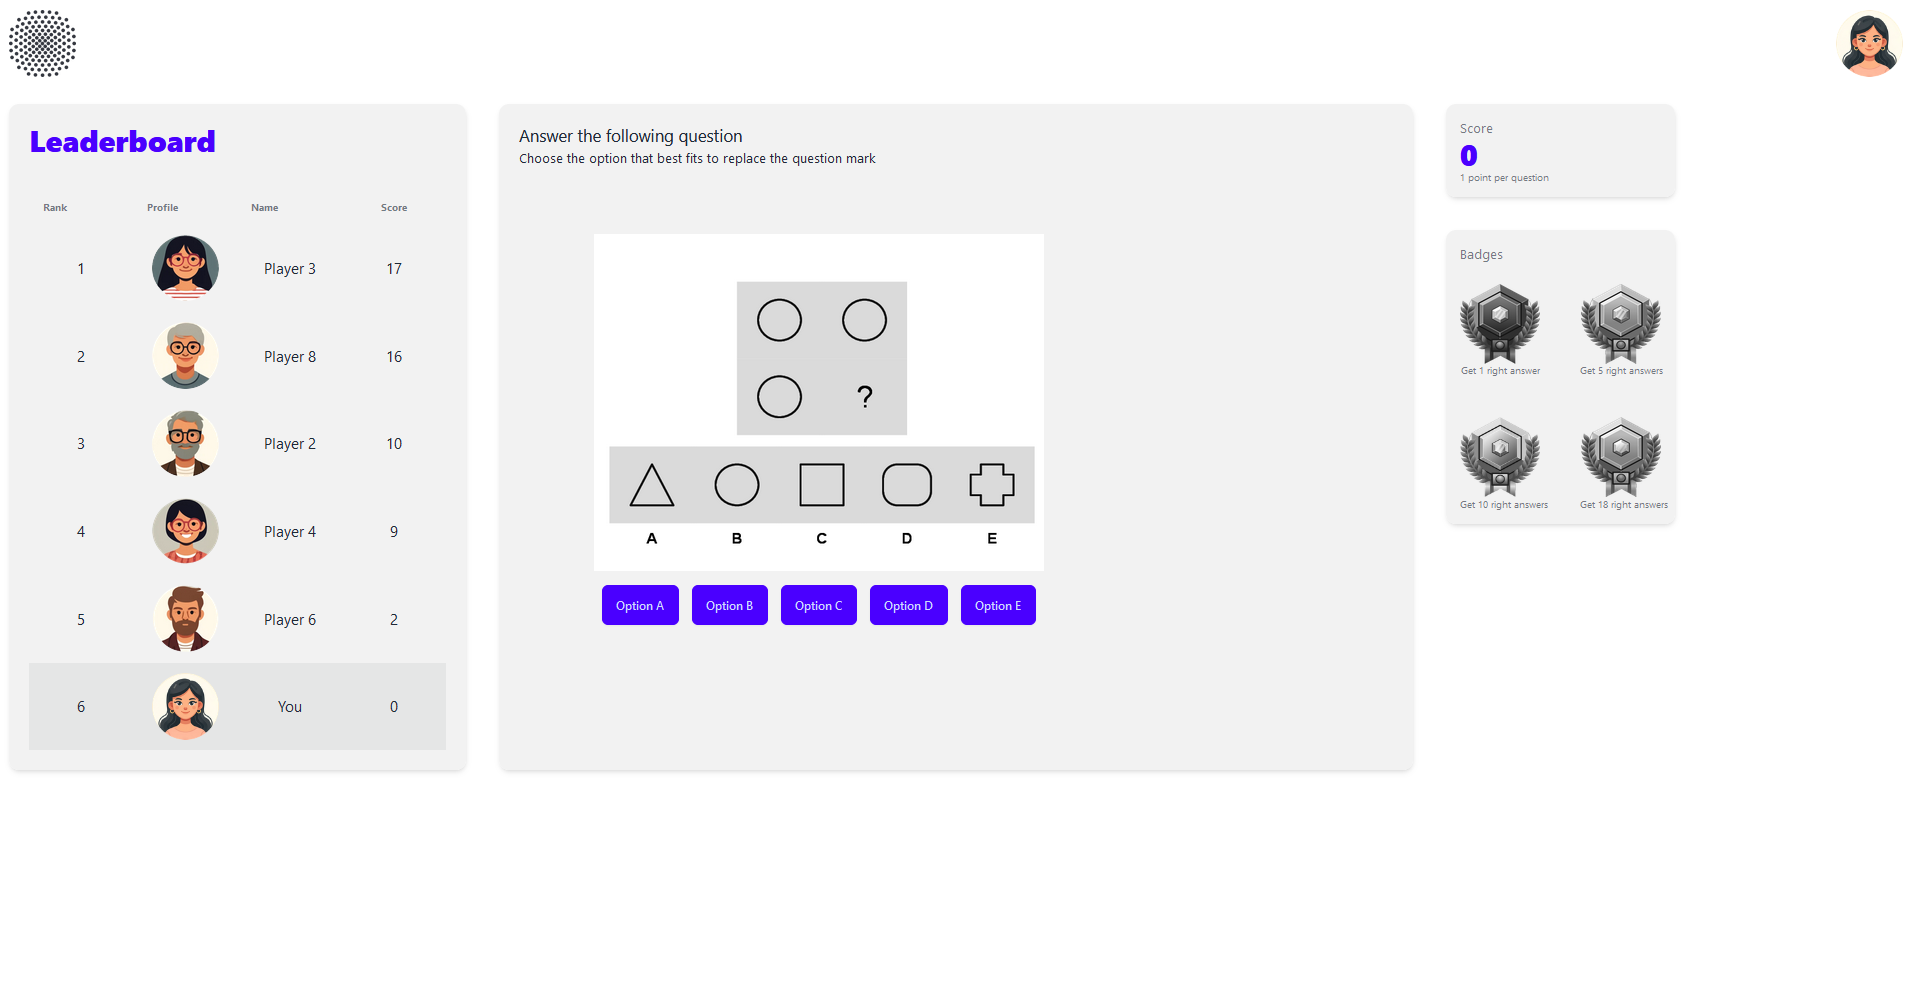 Leaderboard
Rank Profile Name Score
1 Player 3 17
2 Player 8 16
3 Player 2 10
4 Player 4 9
5 Player 6 2
6 You 0
Answer the following question
Choose the option that best fits to replace the question mark
?
A B C D E
Option A Option B Option C Option D Option E
Score
0
1 point per question
Badges
Get 1 right answer Get 5 right answers
Get 10 right answers Get 18 right answers